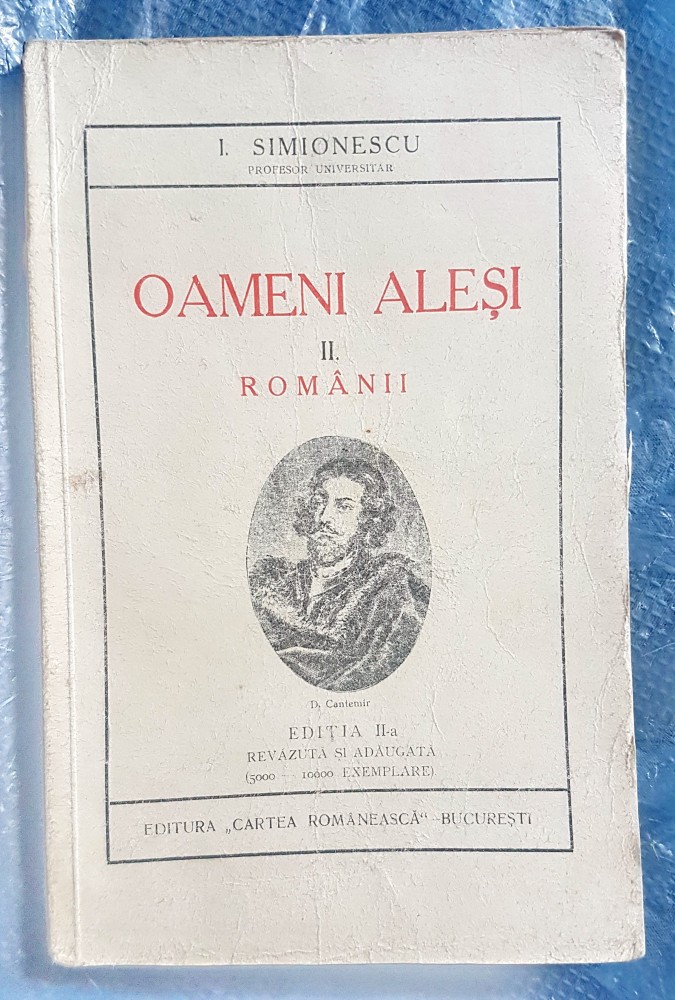 I. SIMIONESCU
PROFESOR UNIVERSITAR
OAMENI ALEȘI
II.
ROMÂNII
D. Cantemir
EDIȚIA II-a
REVĂZUTĂ ȘI ADĂUGATĂ
(5000 — 10000 EXEMPLARE)
EDITURA „CARTEA ROMÂNEASCĂ“ - BUCUREȘTI